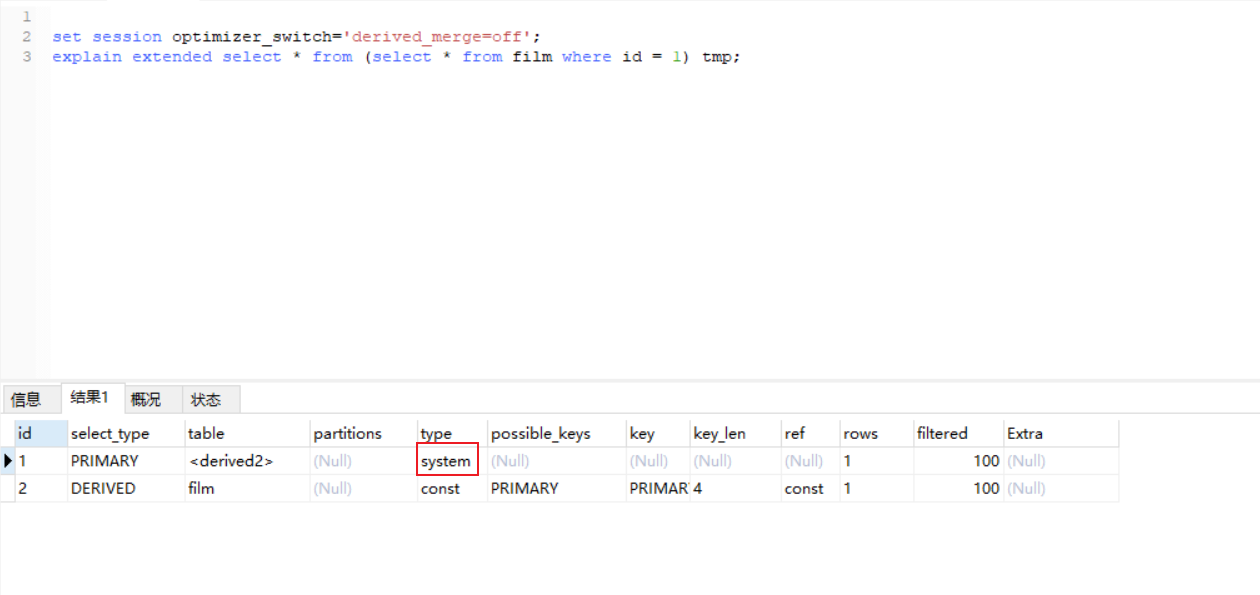 1
2 set session optimizer_switch='derived_merge=off';
3 explain extended select * from (select * from film where id = 1) tmp;
信息 结果1 概况 状态
id select_type table partitions type possible_keys key key_len ref rows filtered Extra
1 PRIMARY <derived2> (Null) system (Null) (Null) (Null) (Null) 1 100 (Null)
2 DERIVED film (Null) const PRIMARY PRIMAR 4 const 1 100 (Null)